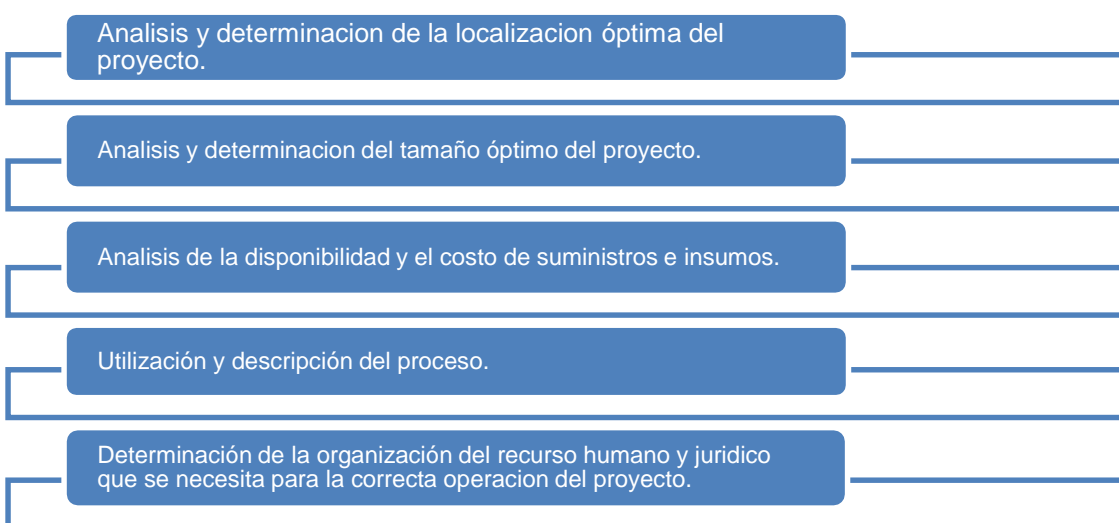 Analisis y determinacion de la localizacion óptima del
proyecto.
Analisis y determinacion del tamaño óptimo del proyecto.
Analisis de la disponibilidad y el costo de suministros e insumos.
Utilización y descripción del proceso.
Determinación de la organización del recurso humano y juridico
que se necesita para la correcta operacion del proyecto.